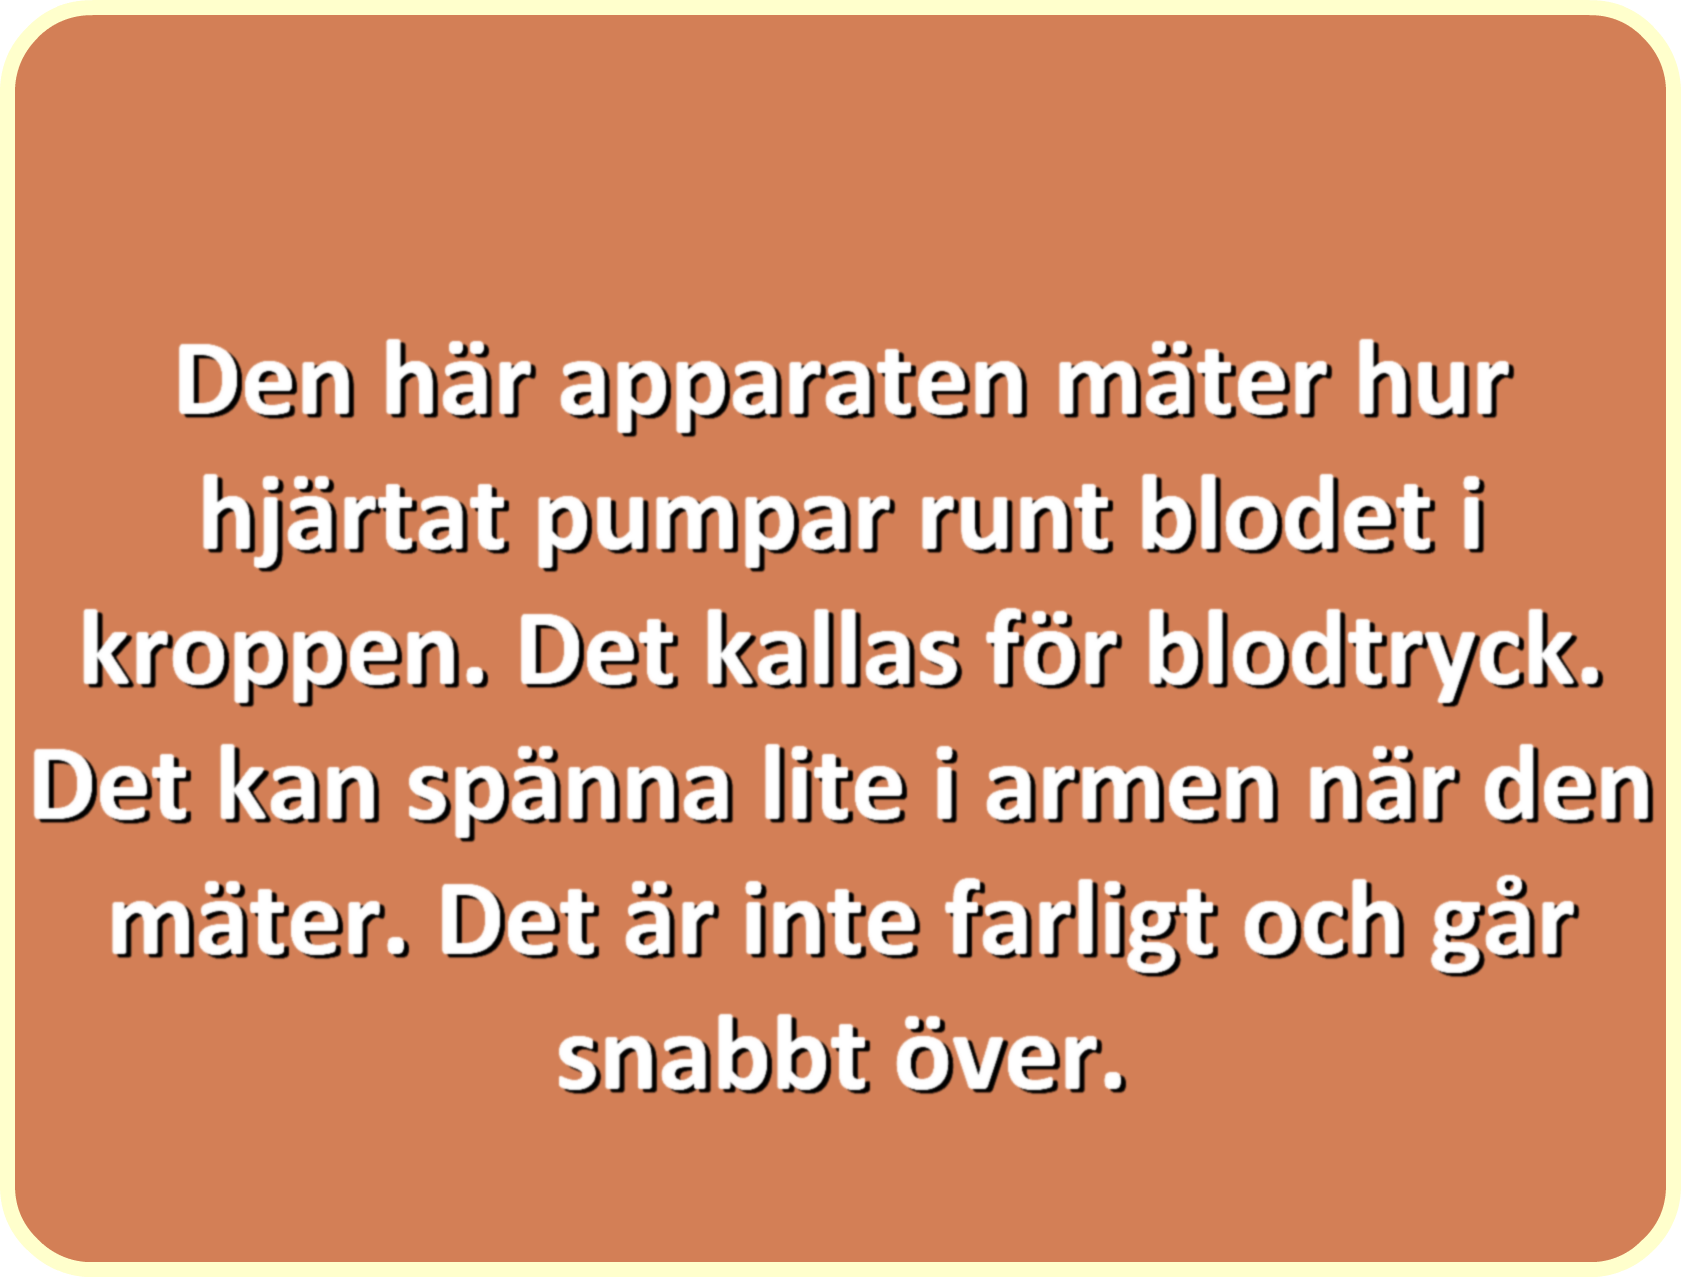 Den här apparaten mäter hur
hjärtat pumpar runt blodet i
kroppen. Det kallas för blodtryck.
Det kan spänna lite i armen när den
mäter. Det är inte farligt och går
snabbt över.